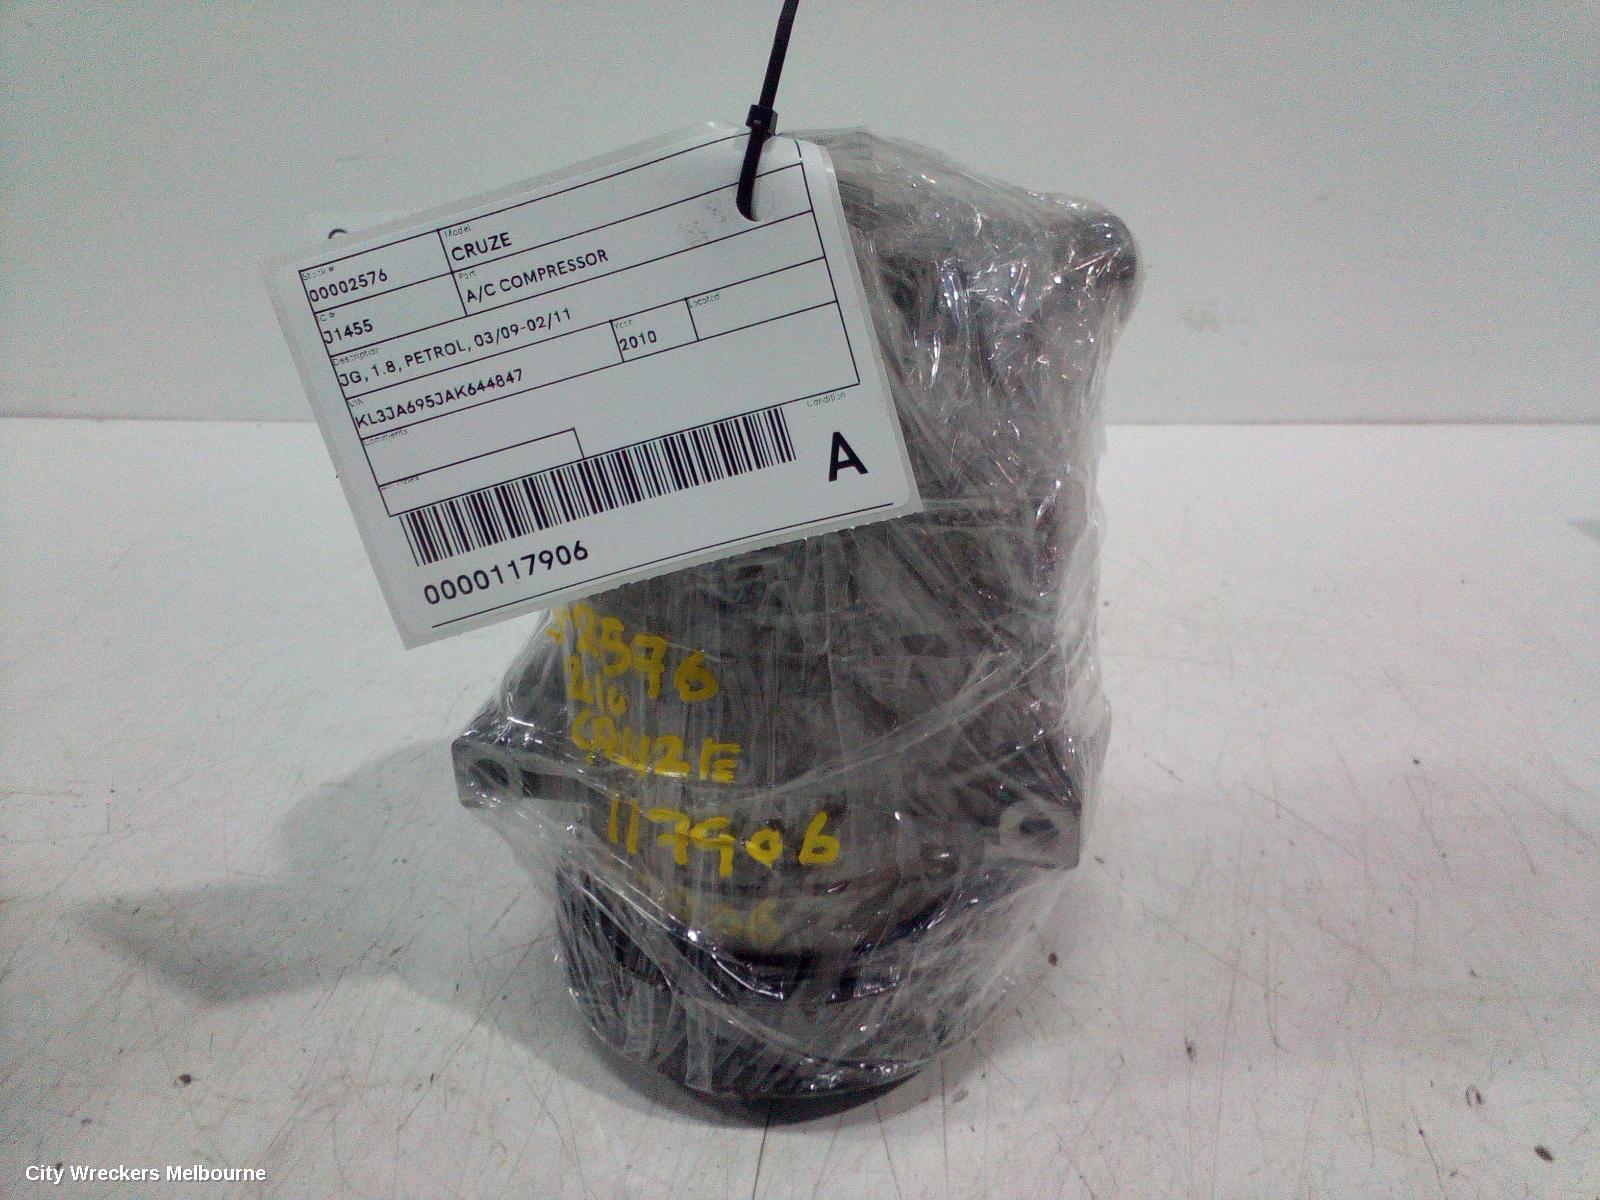 Stock #
00002576
Model
CRUZE
C #
J1455
Part
A/C COMPRESSOR
Description
JG, 1.8, PETROL, 03/09-02/11
VIN
KL3JA695JAK644847
Year
2010
Located
Comments
Condition
A
0000117906
2576
CRUZE
117906
City Wreckers Melbourne